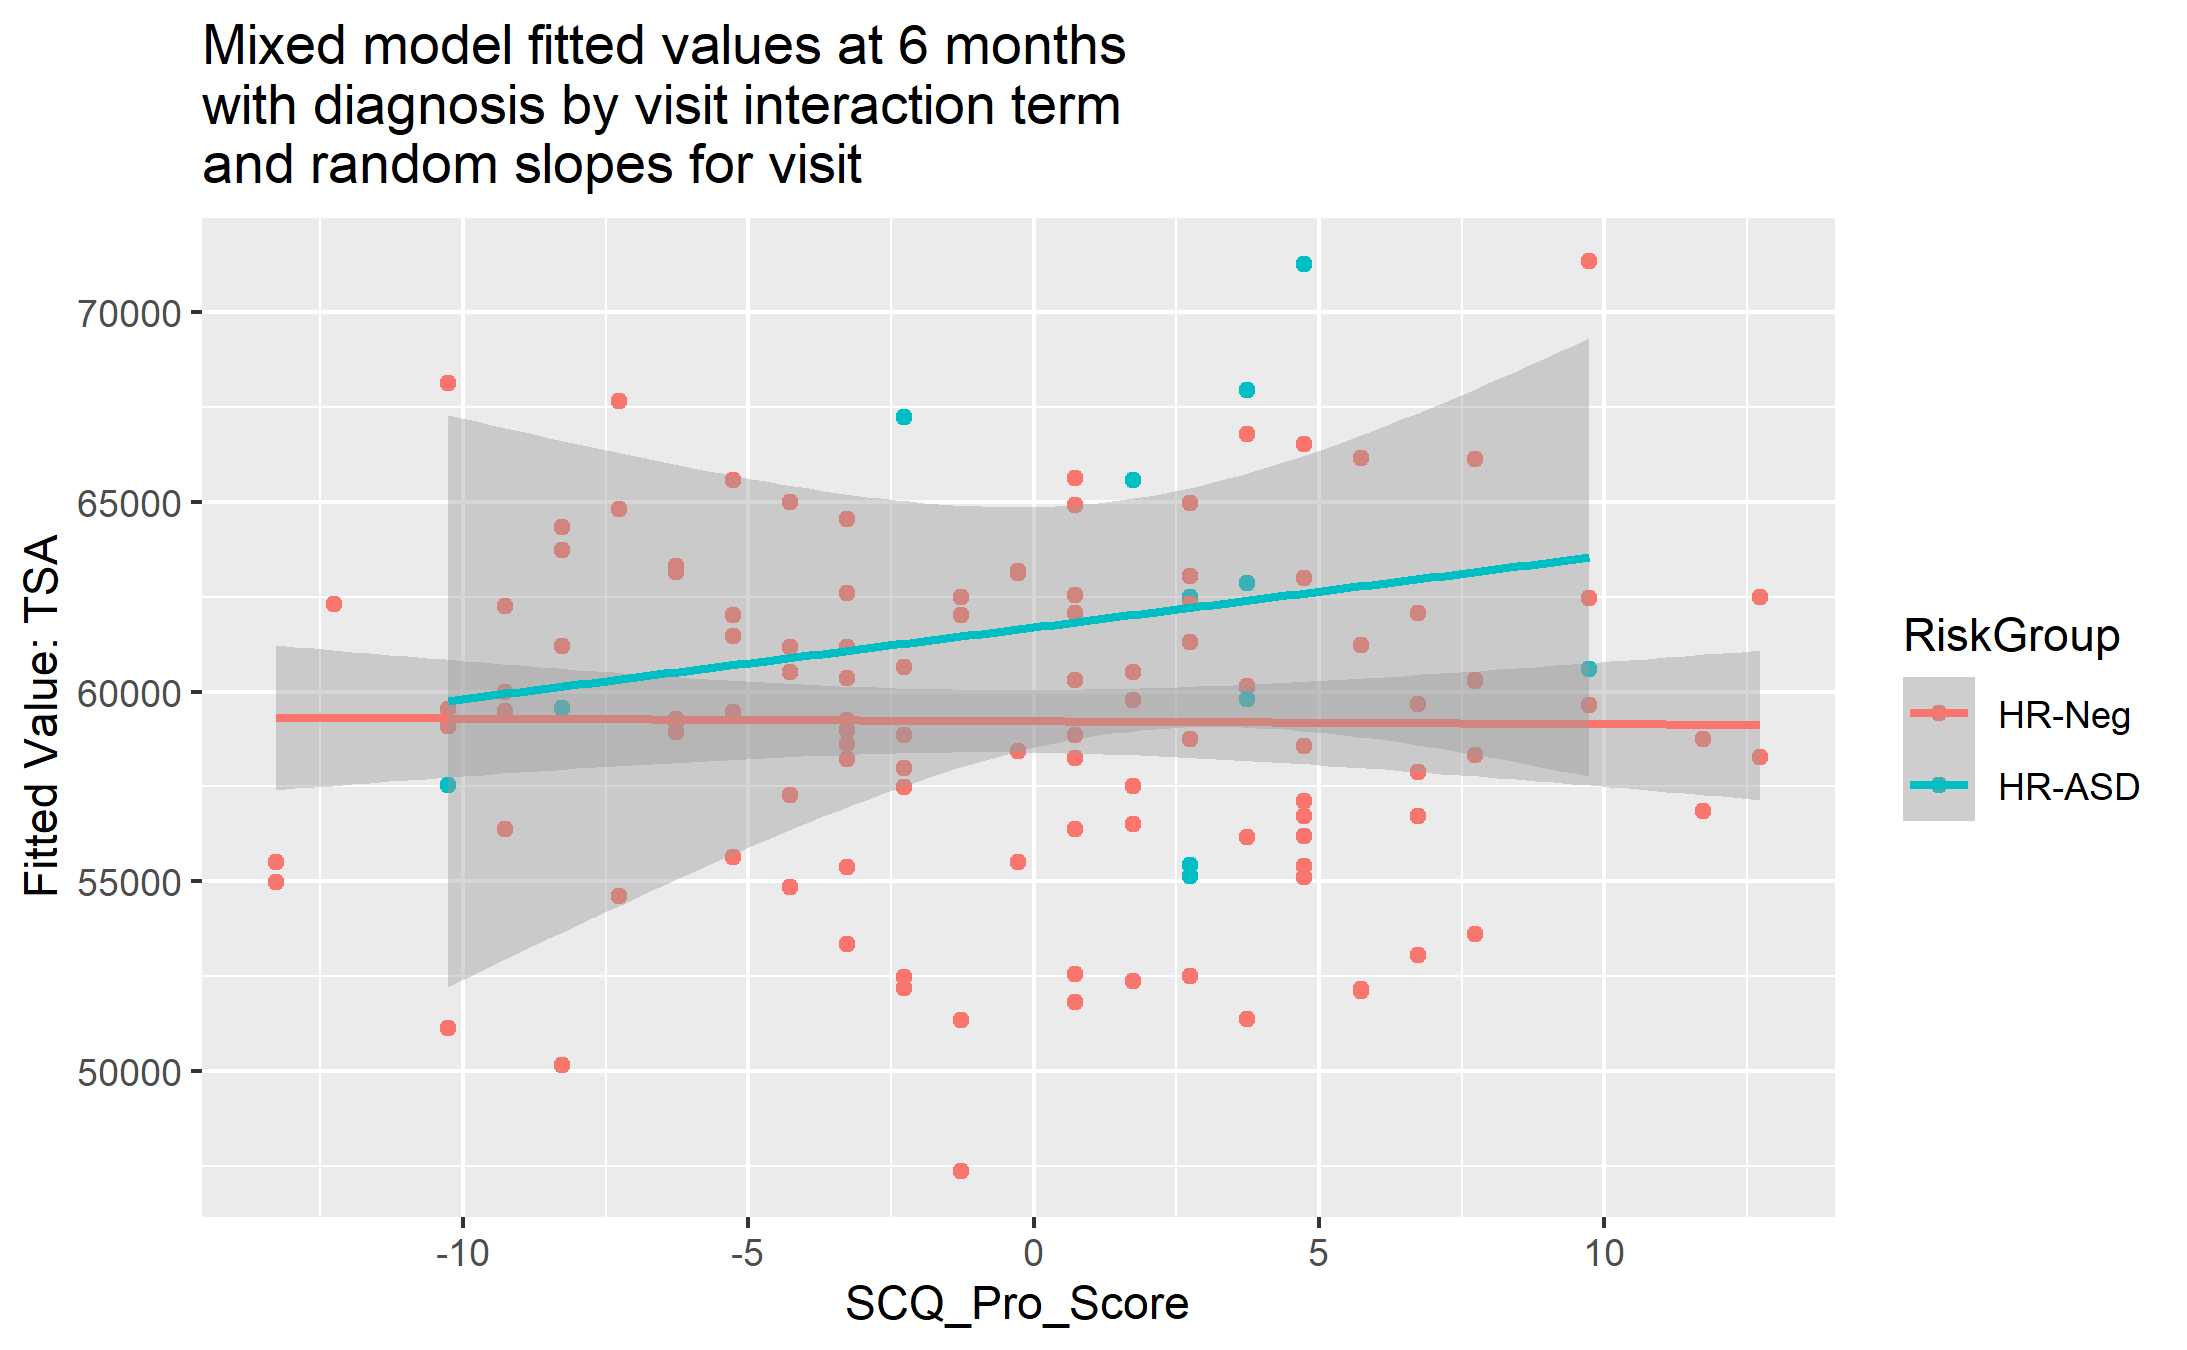 Mixed model fitted values at 6 months
with diagnosis by visit interaction term
and random slopes for visit
Fitted Value: TSA
70000
65000
60000
55000
50000
-10
-5
0
5
10
SCQ_Pro_Score
RiskGroup
HR-Neg
HR-ASD